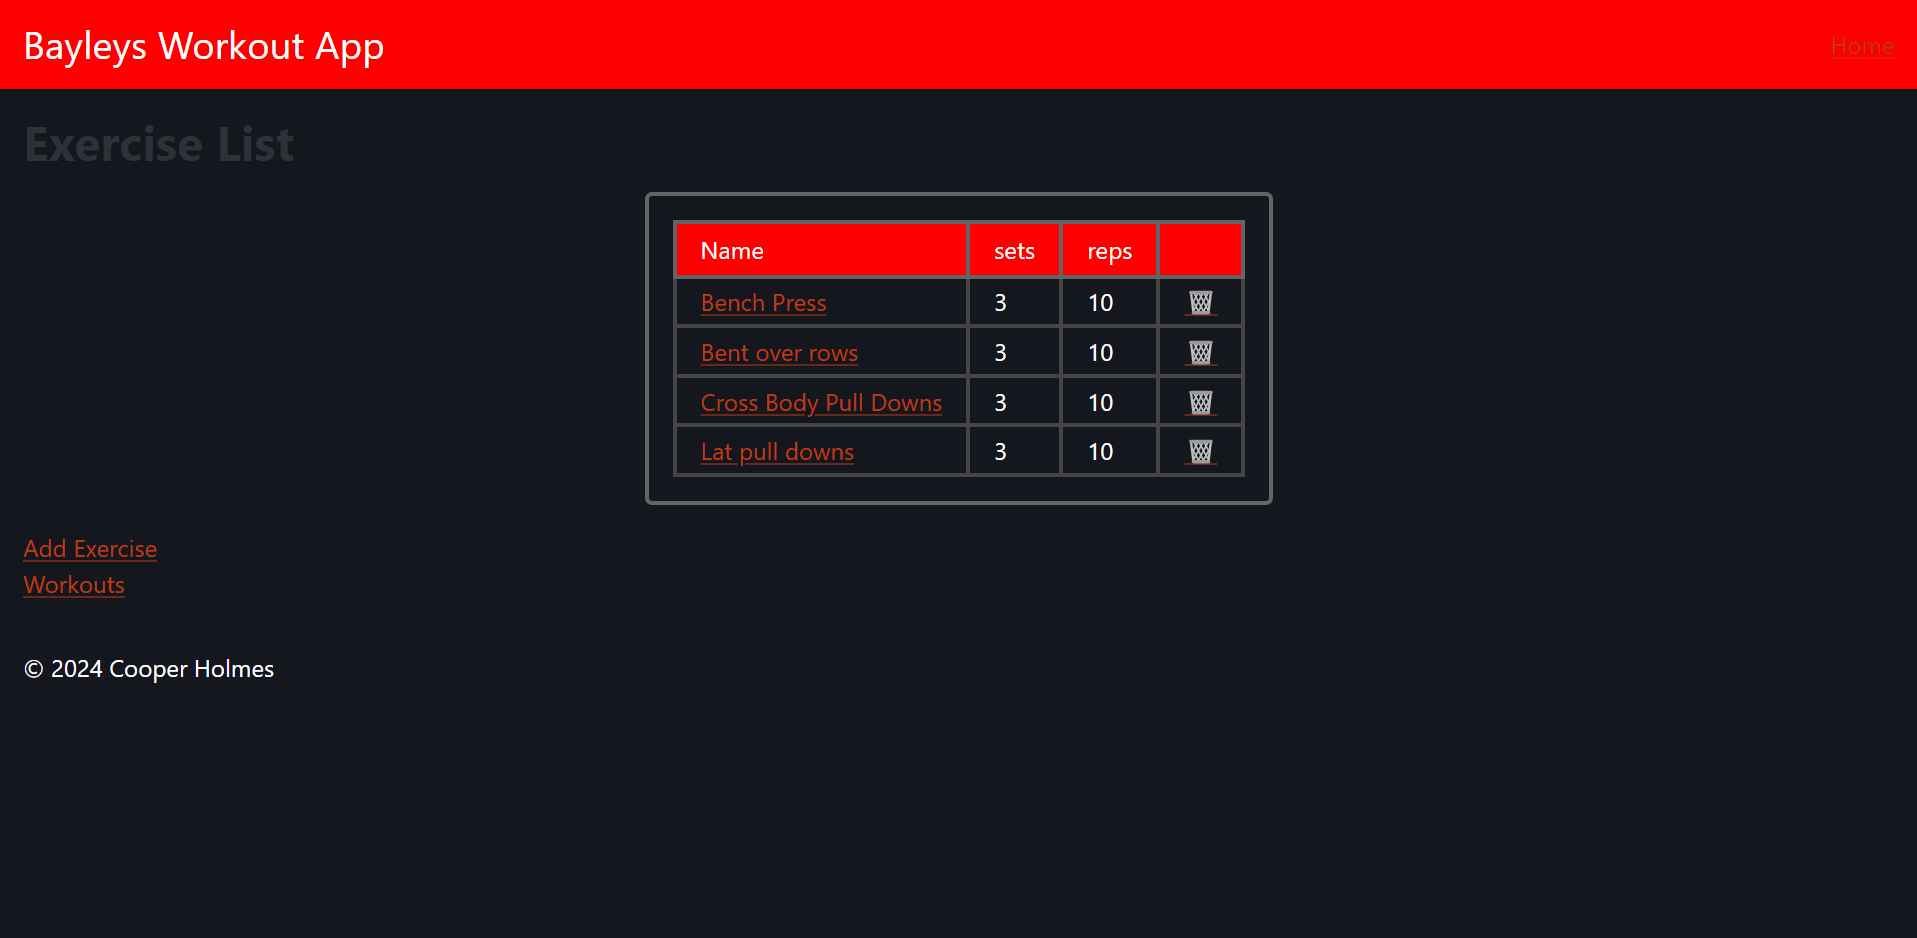 Bayleys Workout App
Home
Exercise List
Name sets reps
Bench Press 3 10
Bent over rows 3 10
Cross Body Pull Downs 3 10
Lat pull downs 3 10
Add Exercise
Workouts
© 2024 Cooper Holmes